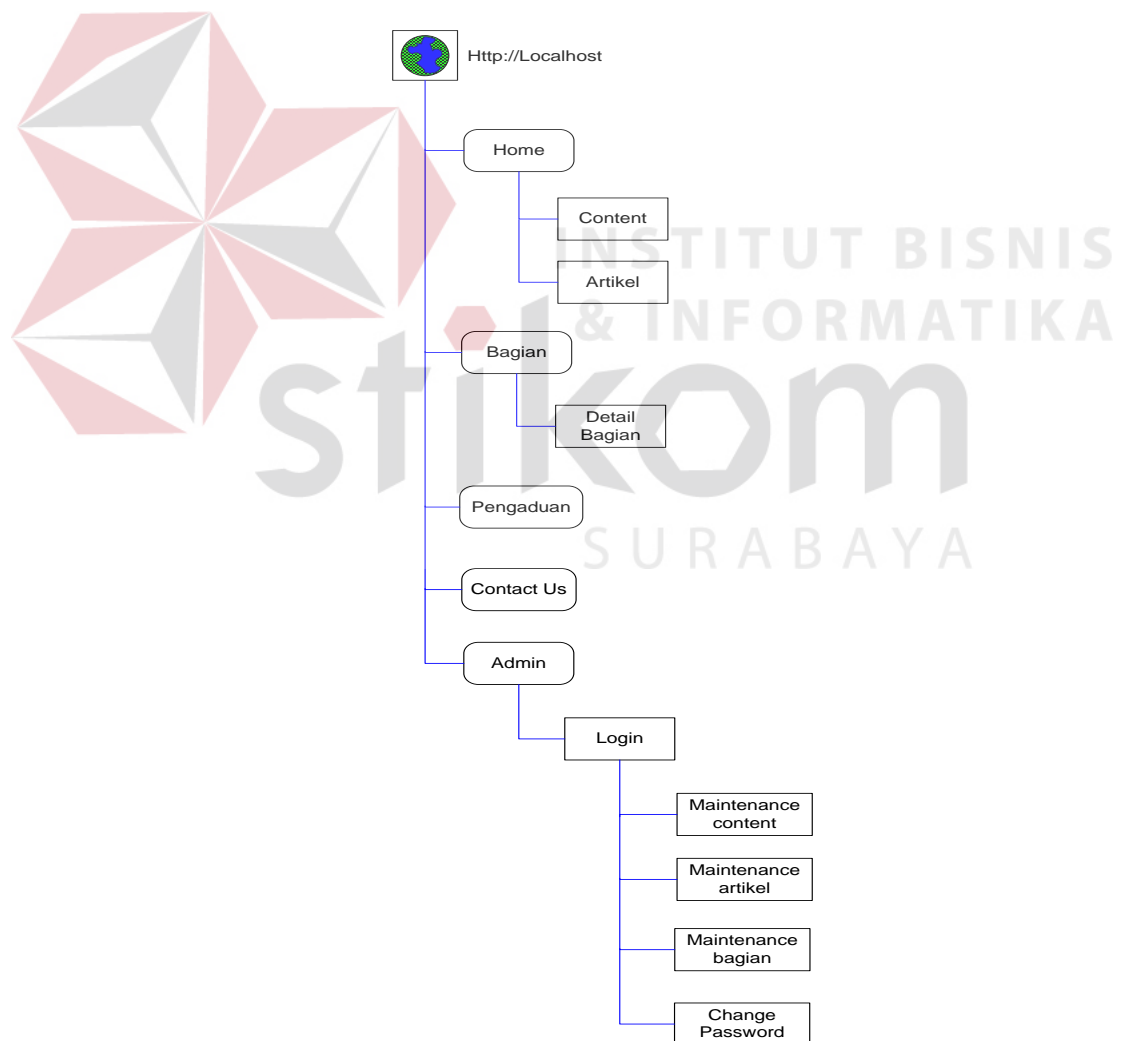 Http://Localhost
Home
Content
Artikel
INSTITUT BISNIS
& INFORMATIKA
Bagian
stikom
Detail
Bagian
Pengaduan
SURABAYA
Contact Us
Admin
Login
Maintenance
content
Maintenance
artikel
Maintenance
bagian
Change
Password